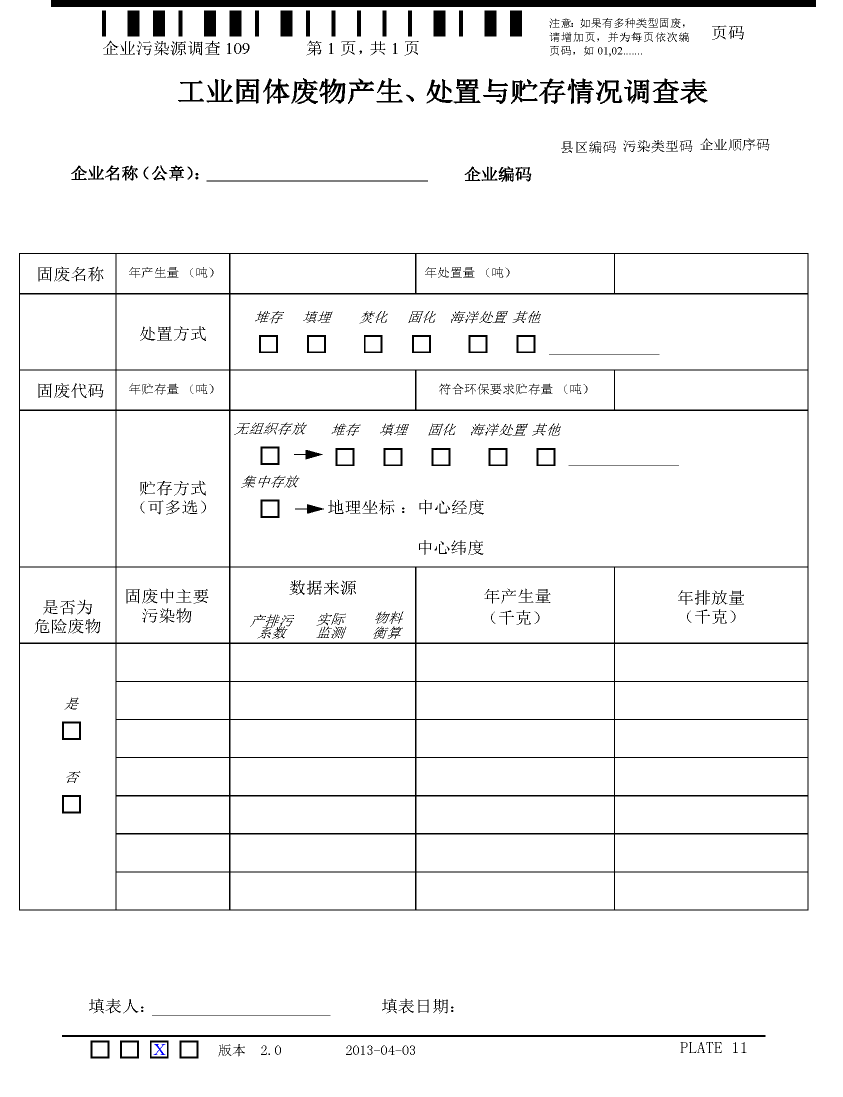 企业污染源调查 109 第 1 页, 共 1 页
注意: 如果有多种类型固废,
请增加页, 并为每页依次编
页码, 如 01,02.......
页码
工业固体废物产生、处置与贮存情况调查表
县区编码 污染类型码 企业顺序码
企业名称（公章）: 企业编码
固废名称 年产生量 （吨） 年处置量 （吨）
处置方式
堆存 填埋 焚化 固化 海洋处置 其他
固废代码 年贮存量 （吨） 符合环保要求贮存量 （吨）
贮存方式
（可多选）
无组织存放 堆存 填埋 固化 海洋处置 其他
集中存放
地理坐标 : 中心经度
中心纬度
是否为
危险废物
固废中主要
污染物
数据来源
产排污
系数
实际
监测
物料
衡算
年产生量
（千克）
年排放量
（千克）
是
否
填表人: 填表日期:
X 版本 2.0 2013-04-03 PLATE 11